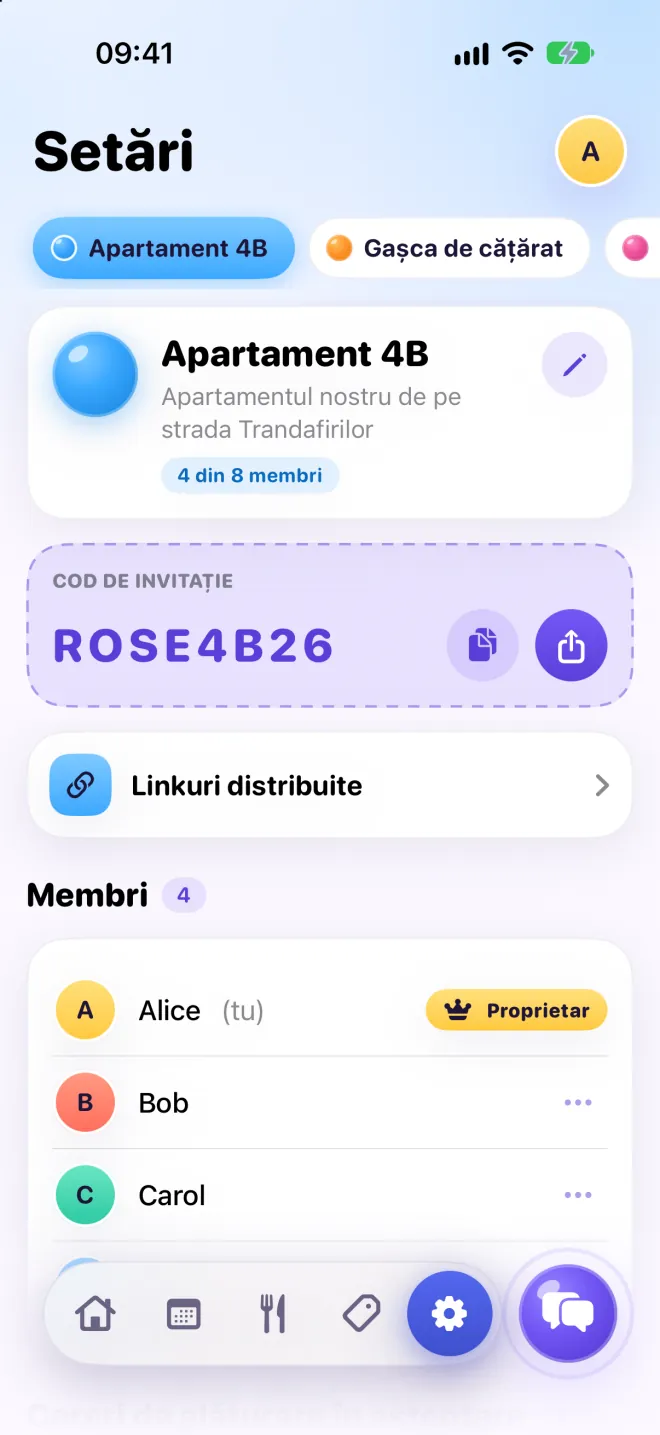 09:41
Setări
A
Apartament 4B
Gașca de cățărat
Apartament 4B
Apartamentul nostru de pe
strada Trandafirilor
4 din 8 membri
COD DE INVITAȚIE
ROSE4B26
Linkuri distribuite
Membri 4
A Alice (tu) Proprietar
B Bob
C Carol